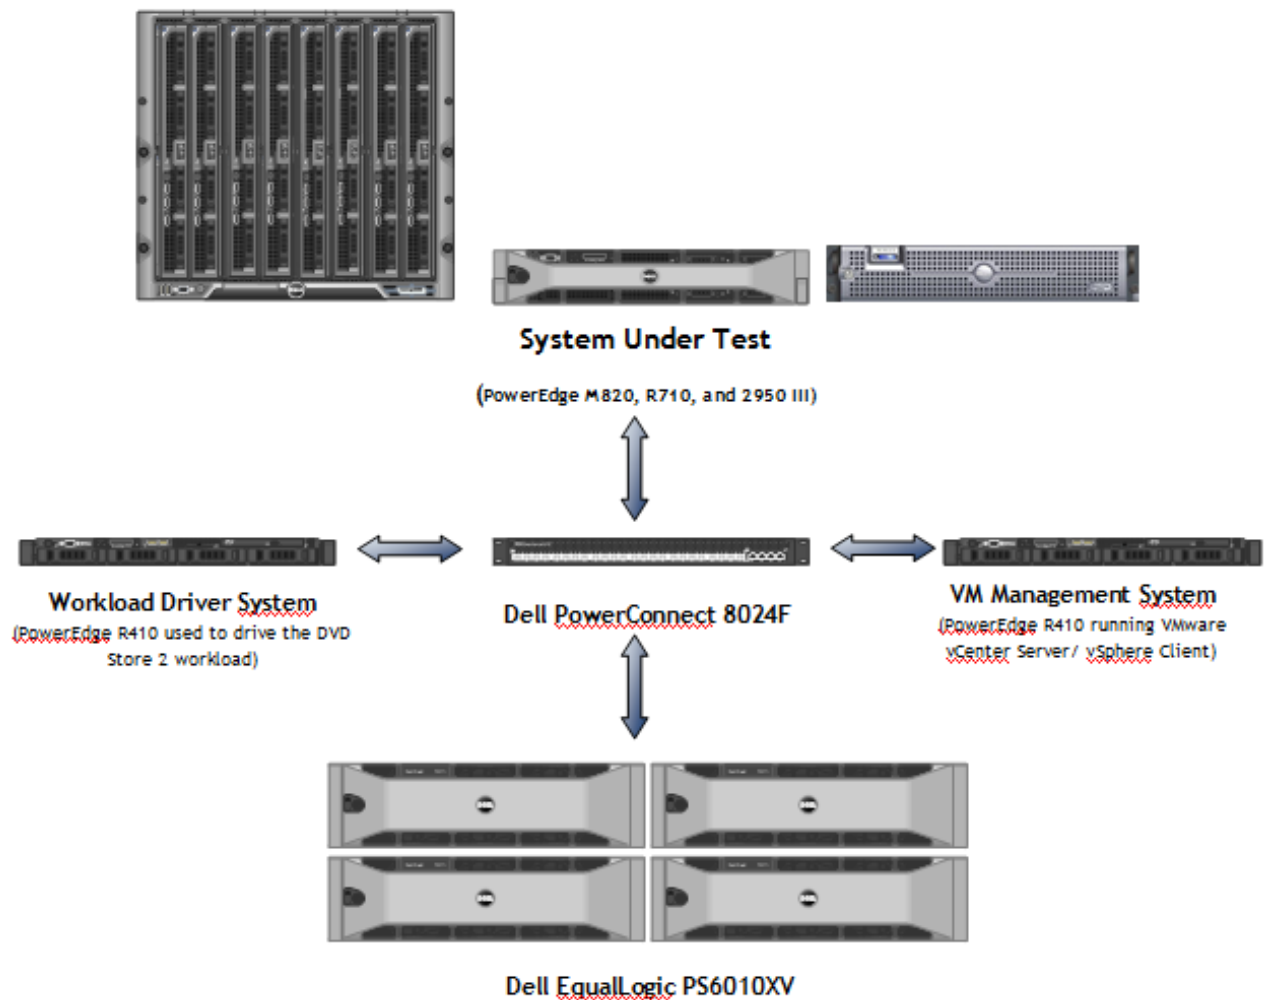 System Under Test
(PowerEdge M820, R710, and 2950 III)
Workload Driver System
(PowerEdge R410 used to drive the DVD
Store 2 workload)
Dell PowerConnect 8024F
VM Management System
(PowerEdge R410 running VMware
vCenter Server/ vSphere Client)
Dell EqualLogic PS6010XV